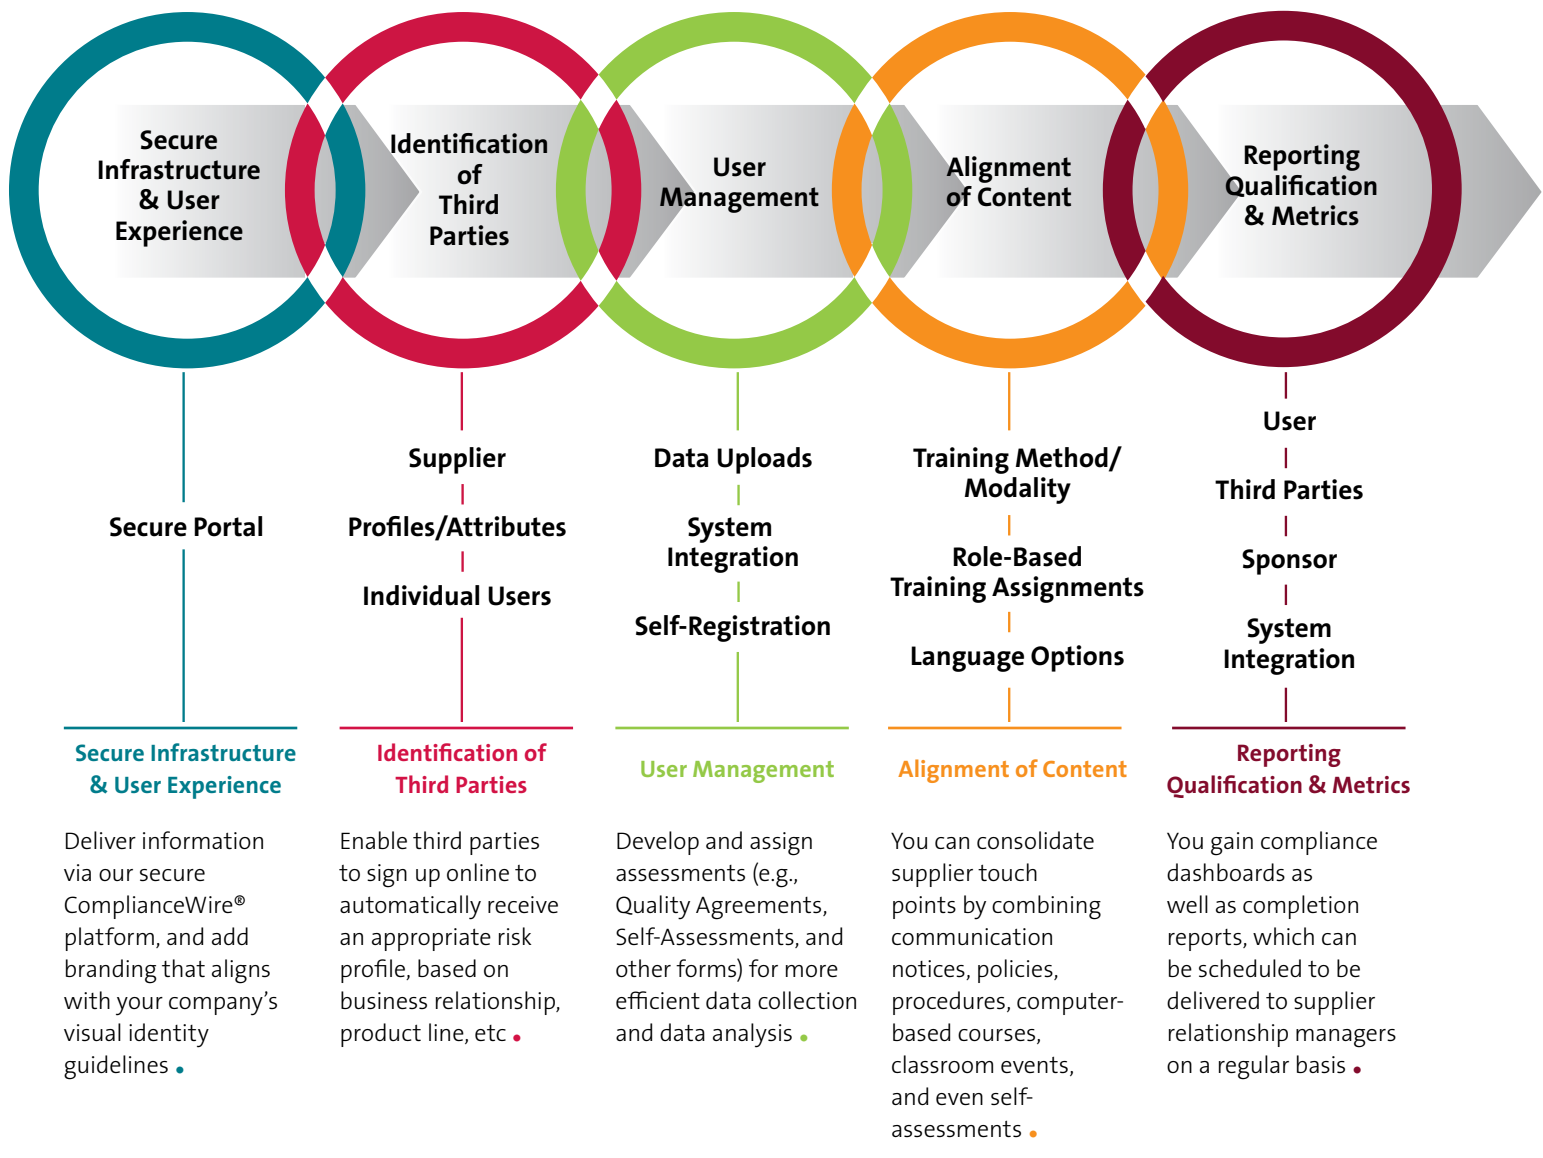 Secure
Infrastructure
& User
Experience
Identification
of
Third
Parties
User
Management
Alignment
of Content
Reporting
Qualification
& Metrics
Secure Portal
Supplier
Profiles/Attributes
Individual Users
Data Uploads
System
Integration
Self-Registration
Training Method/
Modality
Role-Based
Training Assignments
Language Options
User
Third Parties
Sponsor
System
Integration
Secure Infrastructure
& User Experience
Deliver information
via our secure
ComplianceWire®
platform, and add
branding that aligns
with your company’s
visual identity
guidelines •
Identification of
Third Parties
Enable third parties
to sign up online to
automatically receive
an appropriate risk
profile, based on
business relationship,
product line, etc •
User Management
Develop and assign
assessments (e.g.,
Quality Agreements,
Self-Assessments, and
other forms) for more
efficient data collection
and data analysis •
Alignment of Content
You can consolidate
supplier touch
points by combining
communication
notices, policies,
procedures, computer-
based courses,
classroom events,
and even self-
assessments •
Reporting
Qualification & Metrics
You gain compliance
dashboards as
well as completion
reports, which can
be scheduled to be
delivered to supplier
relationship managers
on a regular basis •